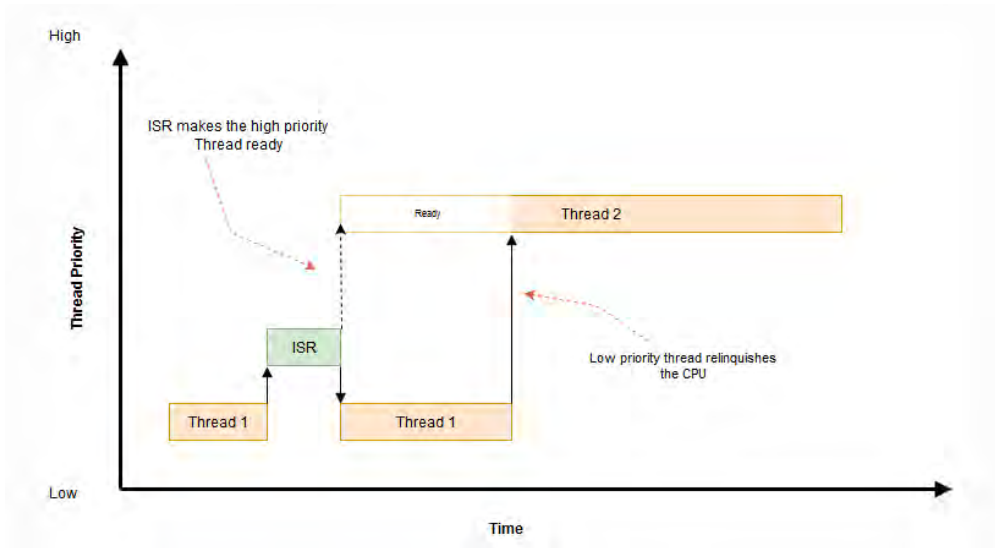 High
ISR makes the high priority
Thread ready
Ready
Thread 2
Thread Priority
ISR
Low priority thread relinquishes
the CPU
Thread 1
Thread 1
Low
Time